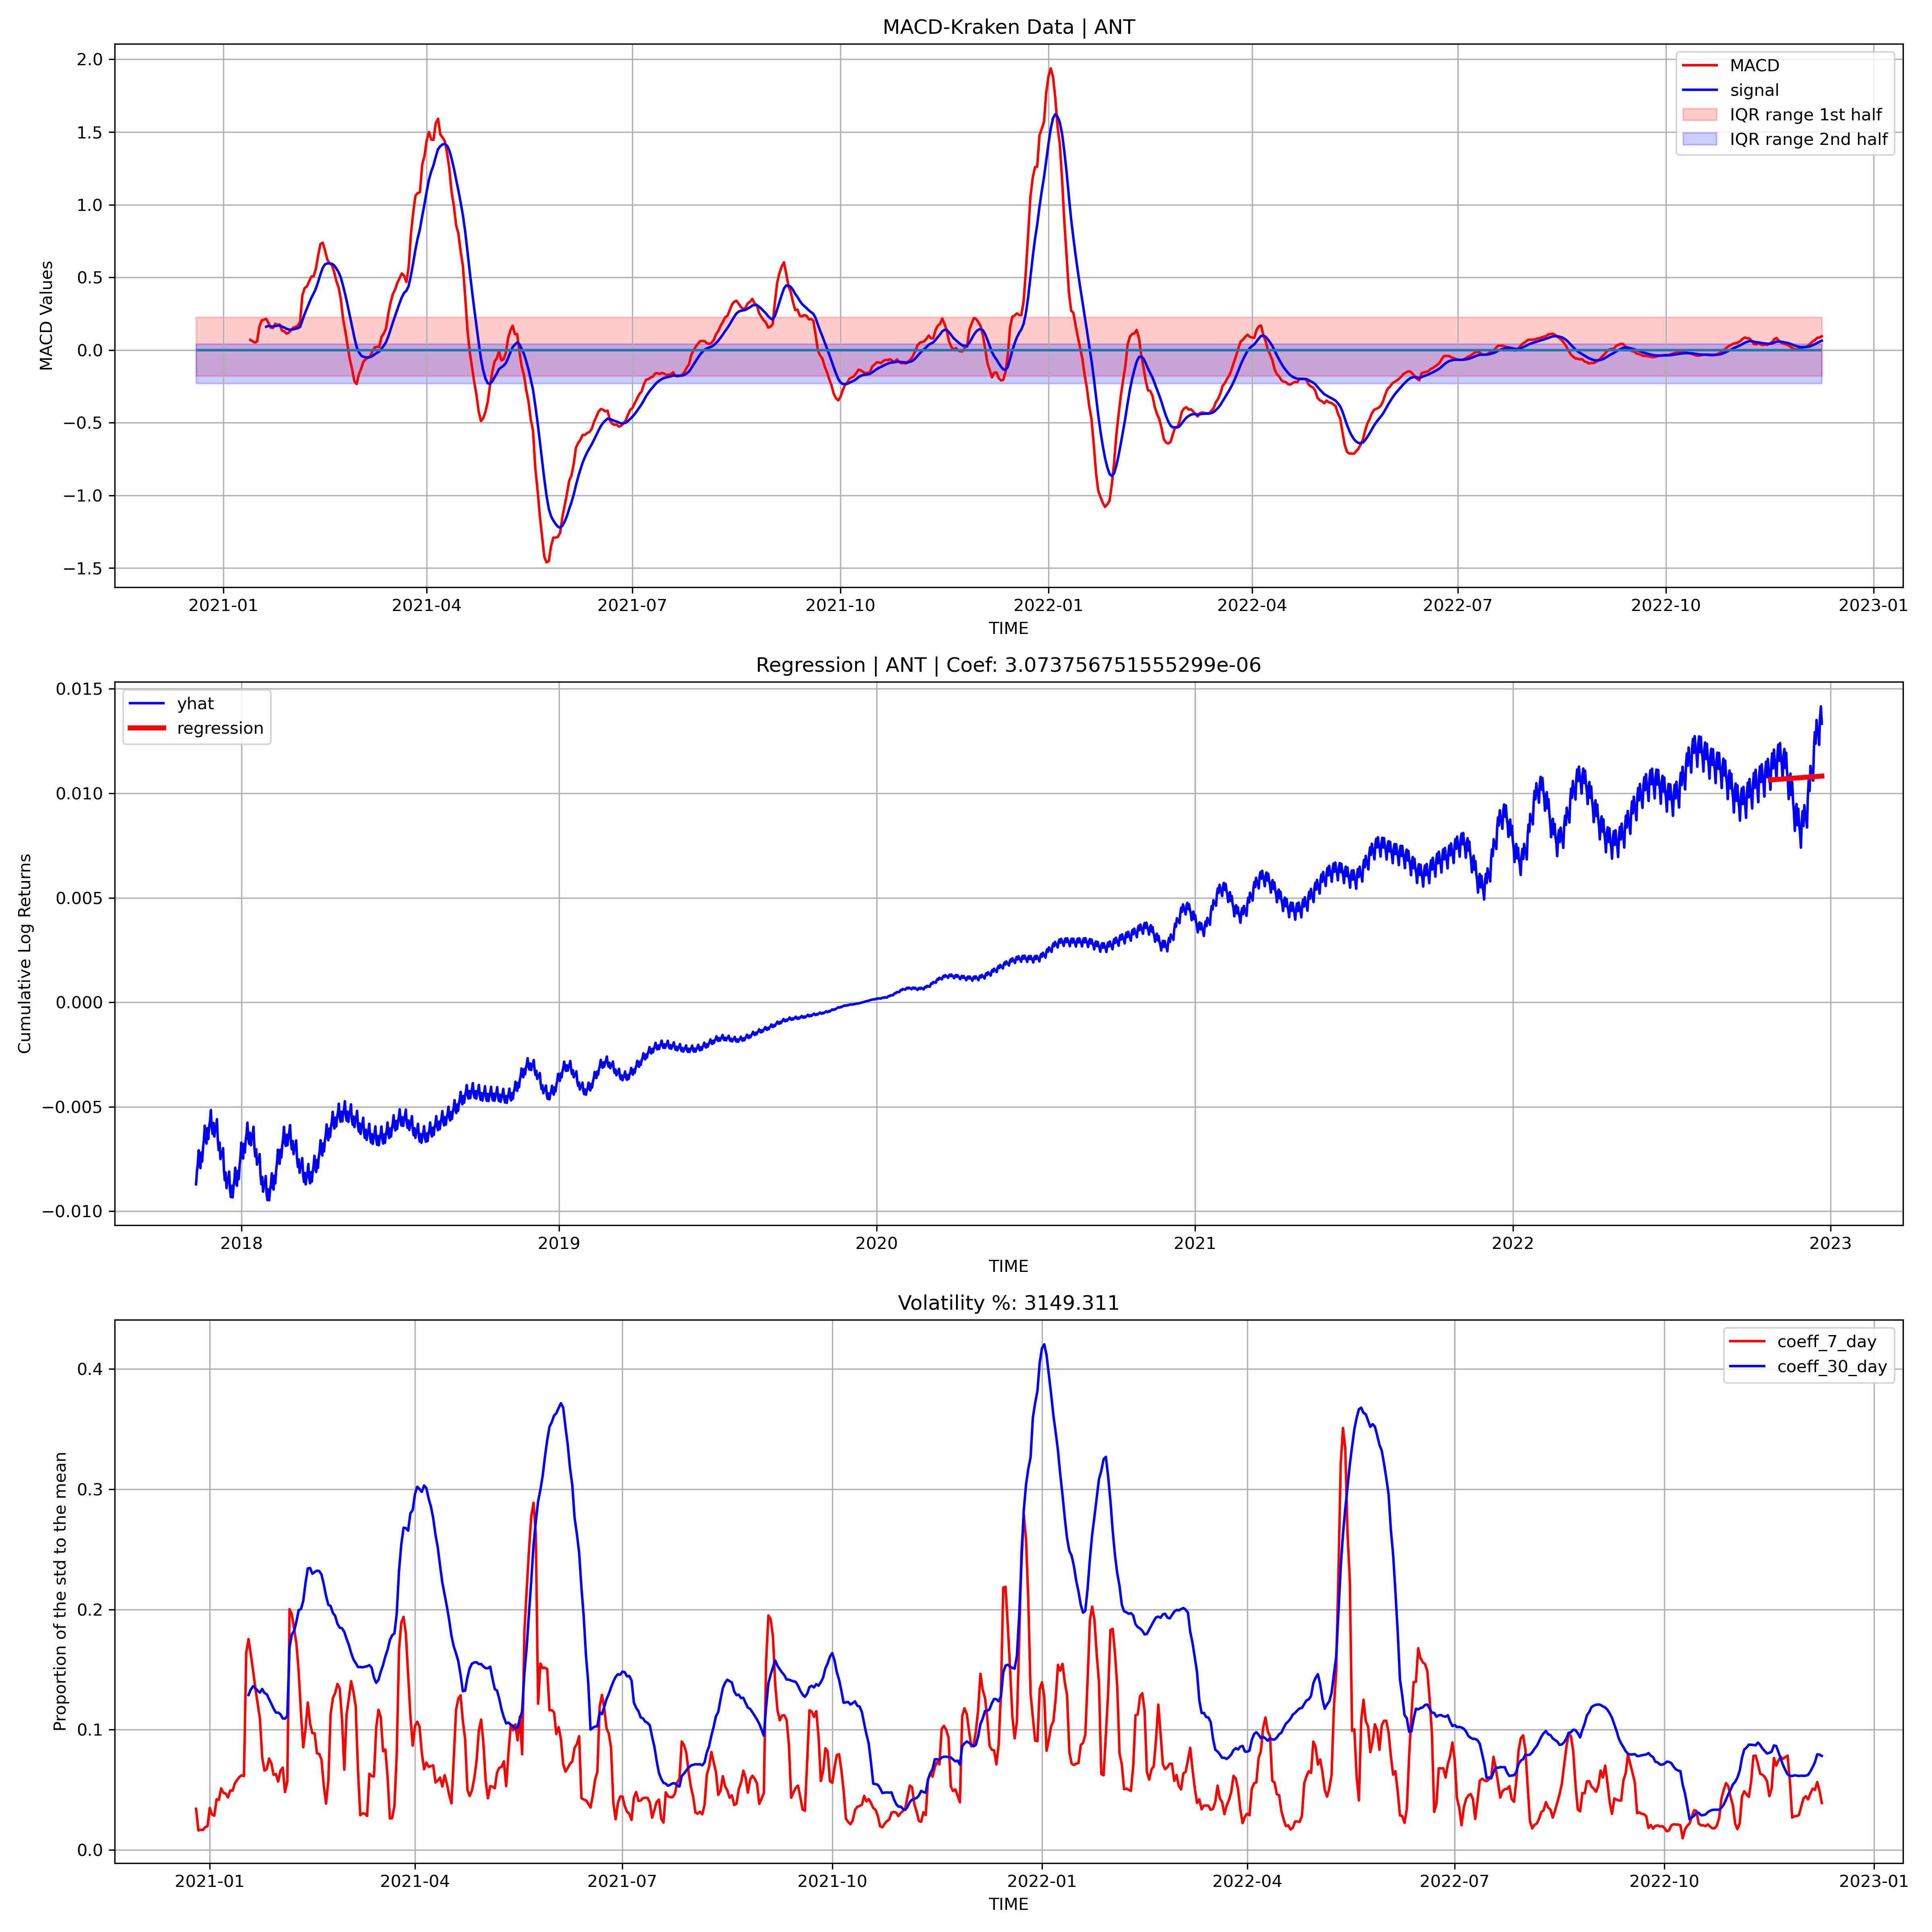 MACD-Kraken Data | ANT
MACD
signal
IQR range 1st half
IQR range 2nd half
MACD Values
2.0
1.5
1.0
0.5
0.0
−0.5
−1.0
−1.5
2021-01
2021-04
2021-07
2021-10
2022-01
2022-04
2022-07
2022-10
2023-01
TIME
Regression | ANT | Coef: 3.073756751555299e-06
yhat
regression
Cumulative Log Returns
0.015
0.010
0.005
0.000
−0.005
−0.010
2018
2019
2020
2021
2022
2023
TIME
Volatility %: 3149.311
coeff_7_day
coeff_30_day
Proportion of the std to the mean
0.4
0.3
0.2
0.1
0.0
2021-01
2021-04
2021-07
2021-10
2022-01
2022-04
2022-07
2022-10
2023-01
TIME